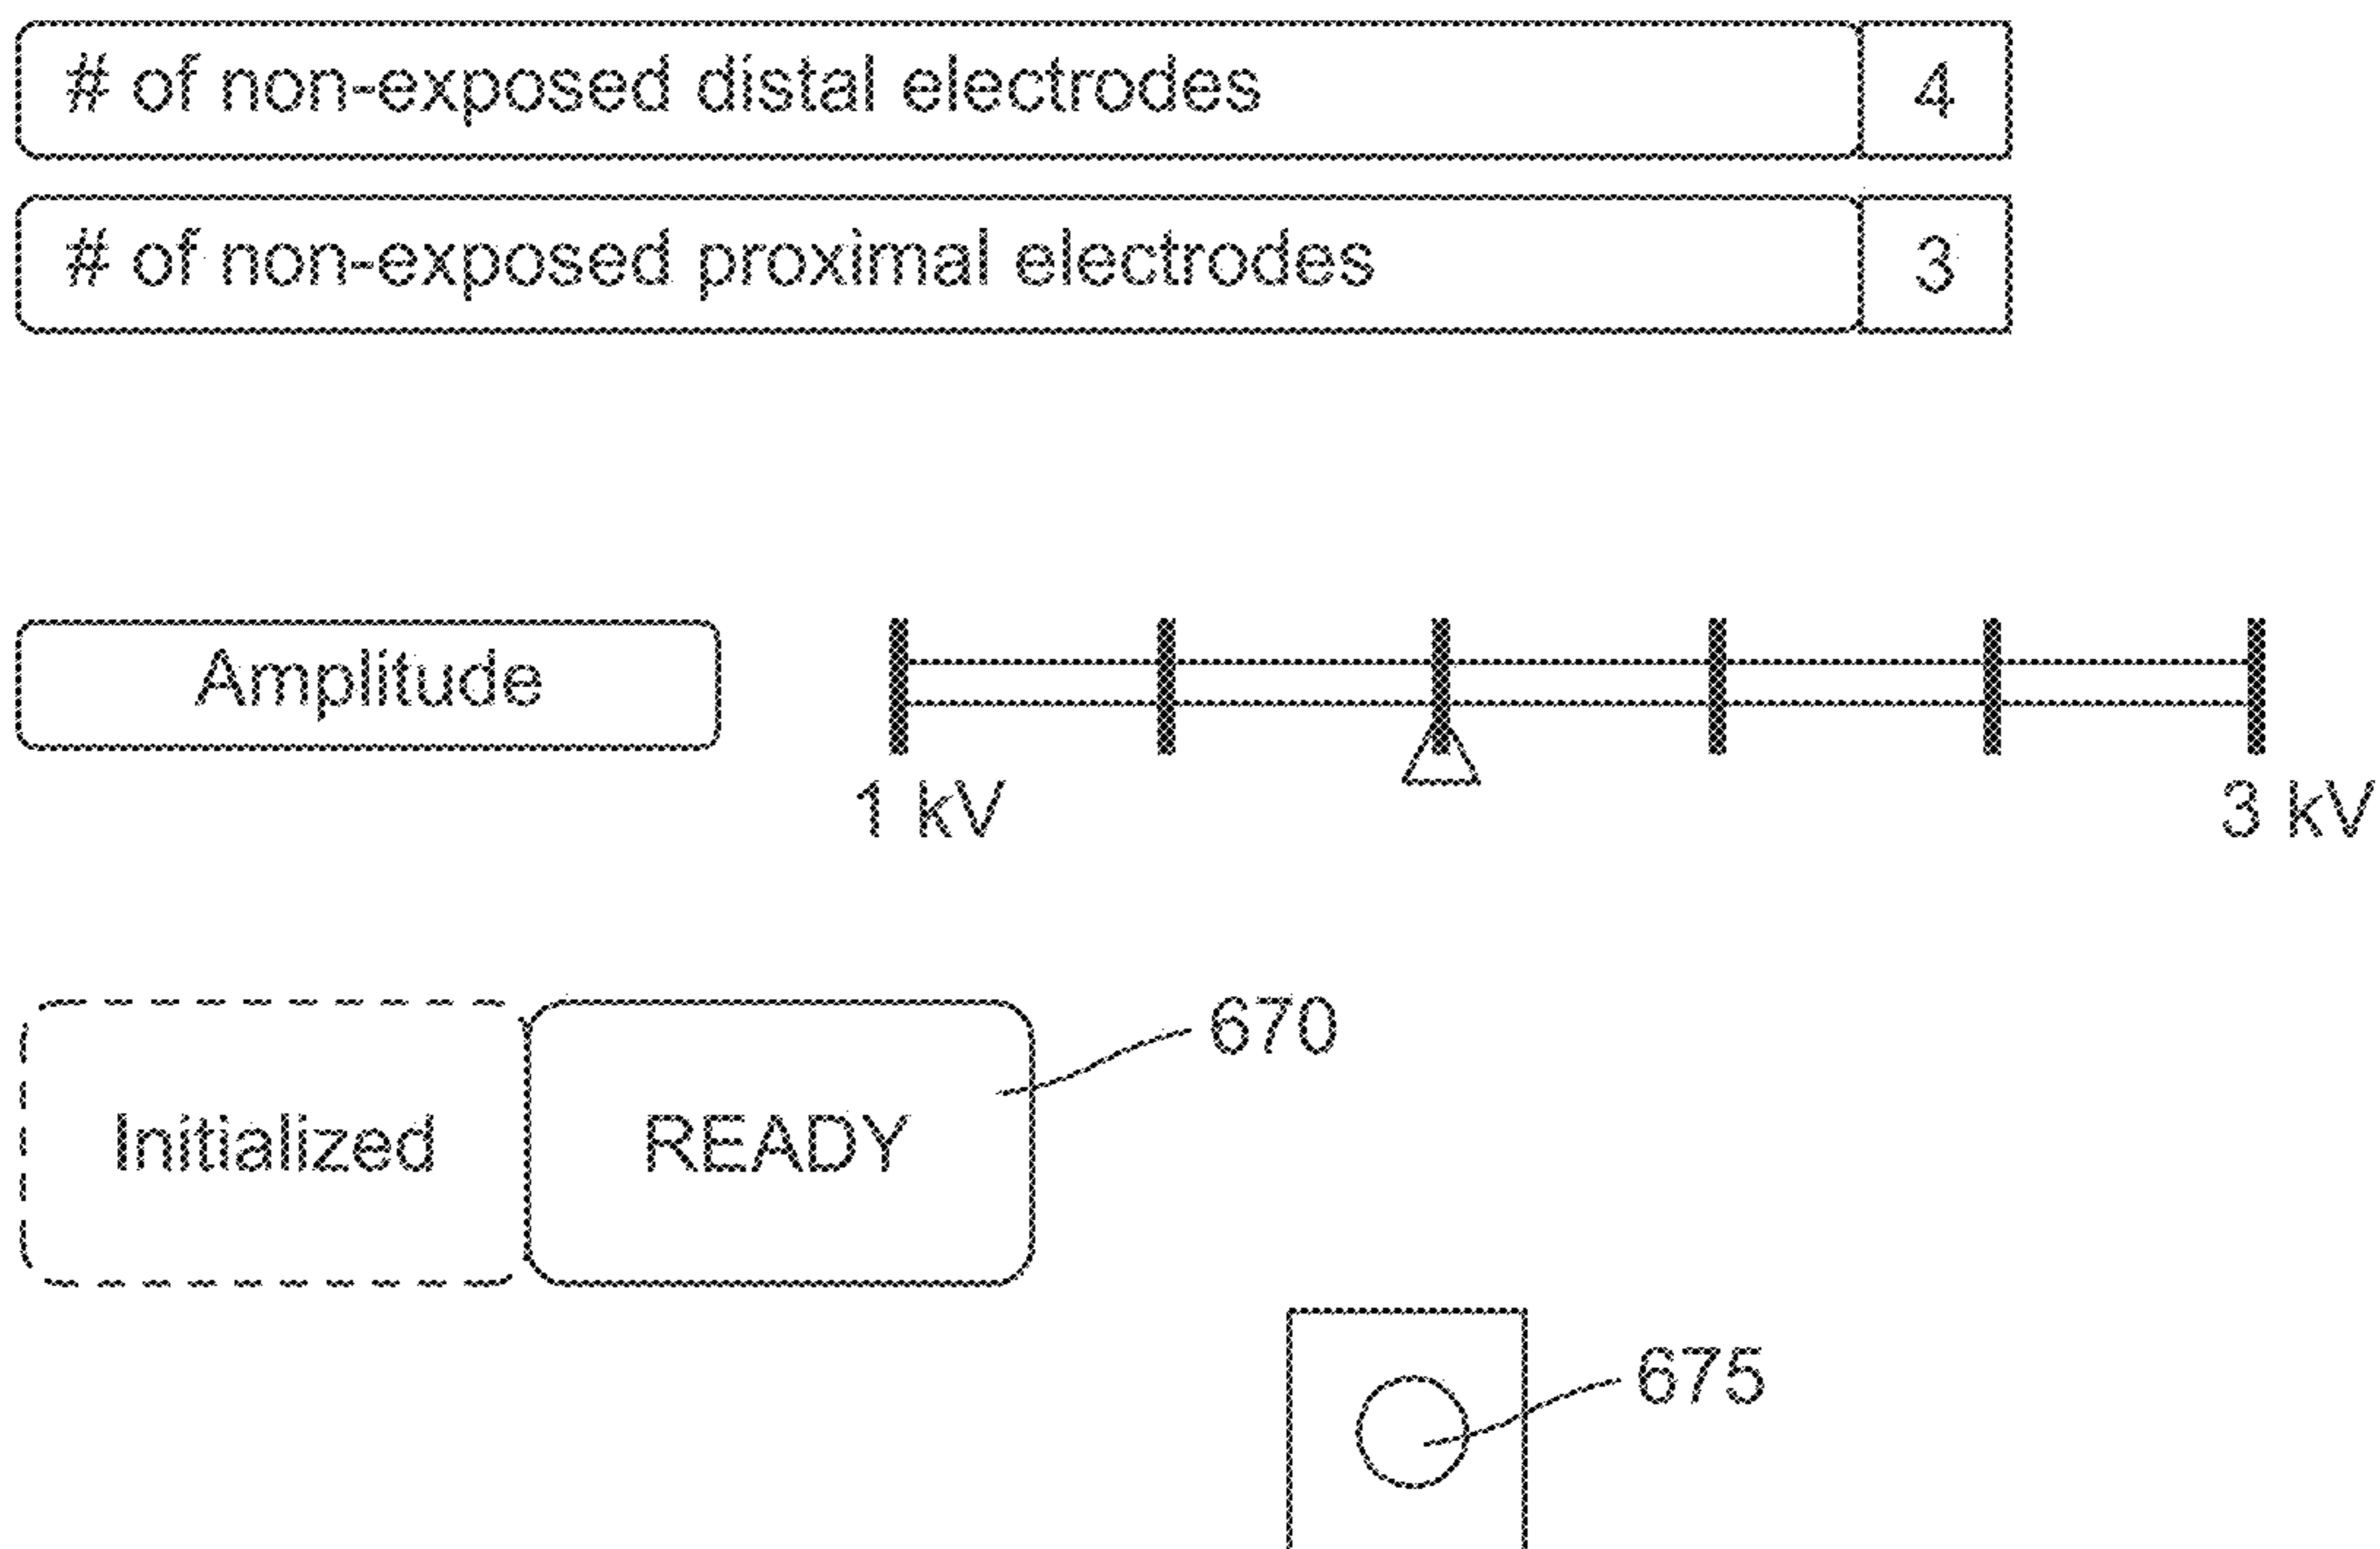 # of non-exposed distal electrodes 4
# of non-exposed proximal electrodes 3
Amplitude
1 kV 3 kV
670
Initialized READY
675